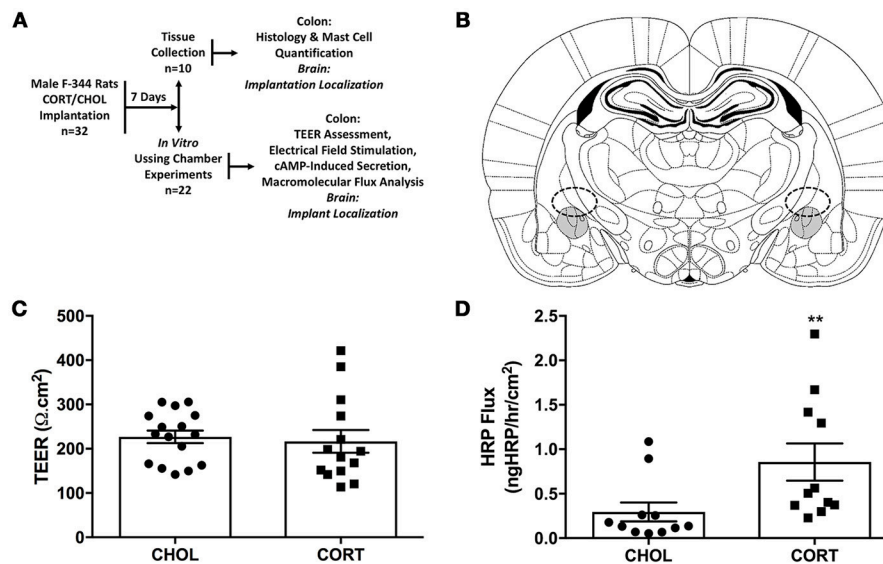 A
Male F-344 Rats
CORT/CHOL
Implantation
n=32
7 Days
Tissue
Collection
n=10
Colon:
Histology & Mast Cell
Quantification
Brain:
Implantation Localization
In Vitro
Ussing Chamber
Experiments
n=22
Colon:
TEER Assessment,
Electrical Field Stimulation,
cAMP-Induced Secretion,
Macromolecular Flux Analysis
Brain:
Implant Localization
B
C
TEER (Ω.cm²)
500
400
300
200
100
0
CHOL
CORT
D
HRP Flux
(ngHRP/hr/cm²)
2.5
2.0
1.5
1.0
0.5
0.0
**
CHOL
CORT